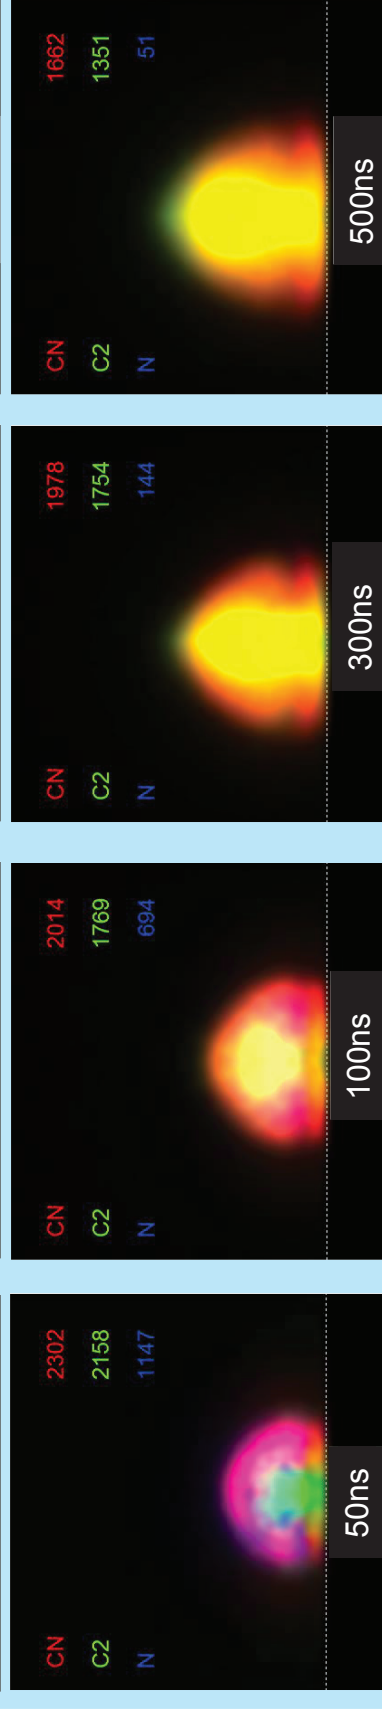 CN 2302
C2 2158
N 1147
50ns
CN 2014
C2 1769
N 694
100ns
CN 1978
C2 1754
N 144
300ns
CN 1662
C2 1351
N 51
500ns